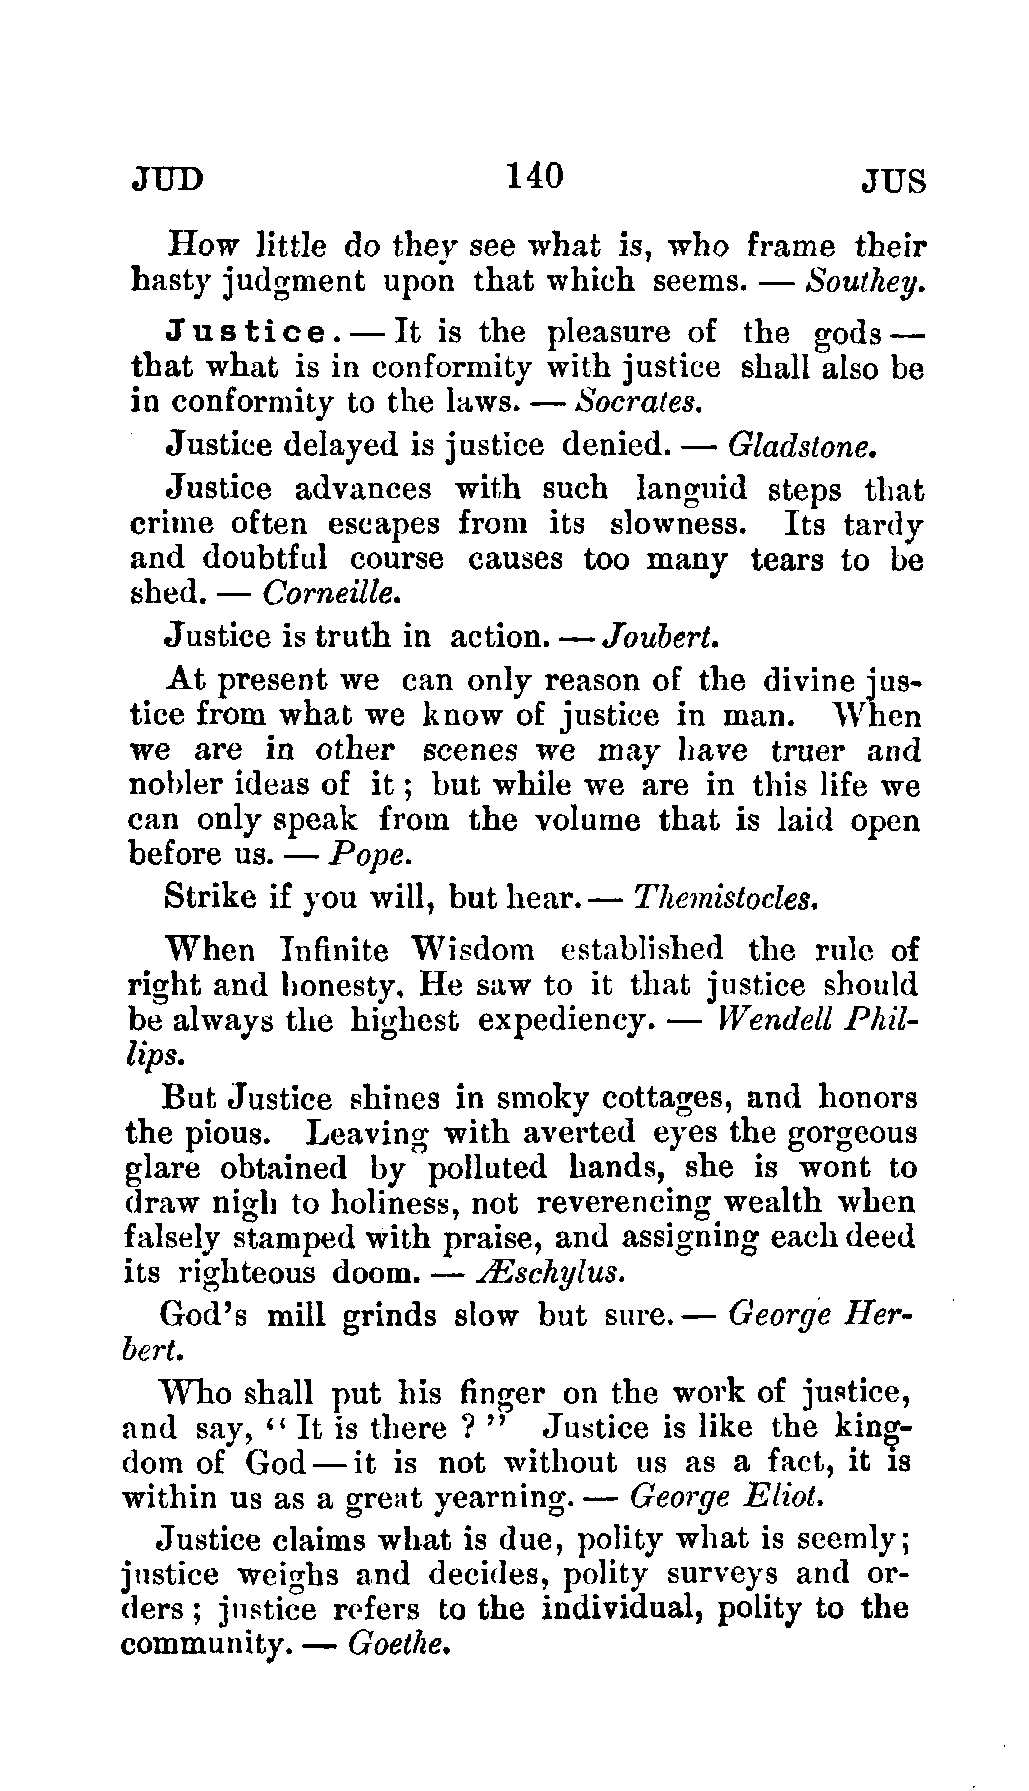 JUD 140 JUS
How little do they see what is, who frame their
hasty judgment upon that which seems. — Southey.
Justice. — It is the pleasure of the gods —
that what is in conformity with justice shall also be
in conformity to the laws. — Socrates.
Justice delayed is justice denied. — Gladstone.
Justice advances with such languid steps that
crime often escapes from its slowness. Its tardy
and doubtful course causes too many tears to be
shed. — Corneille.
Justice is truth in action. — Joubert.
At present we can only reason of the divine jus-
tice from what we know of justice in man. When
we are in other scenes we may have truer and
nobler ideas of it ; but while we are in this life we
can only speak from the volume that is laid open
before us. — Pope.
Strike if you will, but hear. — Themistocles.
When Infinite Wisdom established the rule of
right and honesty, He saw to it that justice should
be always the highest expediency. — Wendell Phil-
lips.
But Justice shines in smoky cottages, and honors
the pious. Leaving with averted eyes the gorgeous
glare obtained by polluted hands, she is wont to
draw nigh to holiness, not reverencing wealth when
falsely stamped with praise, and assigning each deed
its righteous doom. — Æschylus.
God's mill grinds slow but sure. — George Her-
bert.
Who shall put his finger on the work of justice,
and say, “ It is there ? ” Justice is like the king-
dom of God — it is not without us as a fact, it is
within us as a great yearning. — George Eliot.
Justice claims what is due, polity what is seemly;
justice weighs and decides, polity surveys and or-
ders ; justice refers to the individual, polity to the
community. — Goethe.